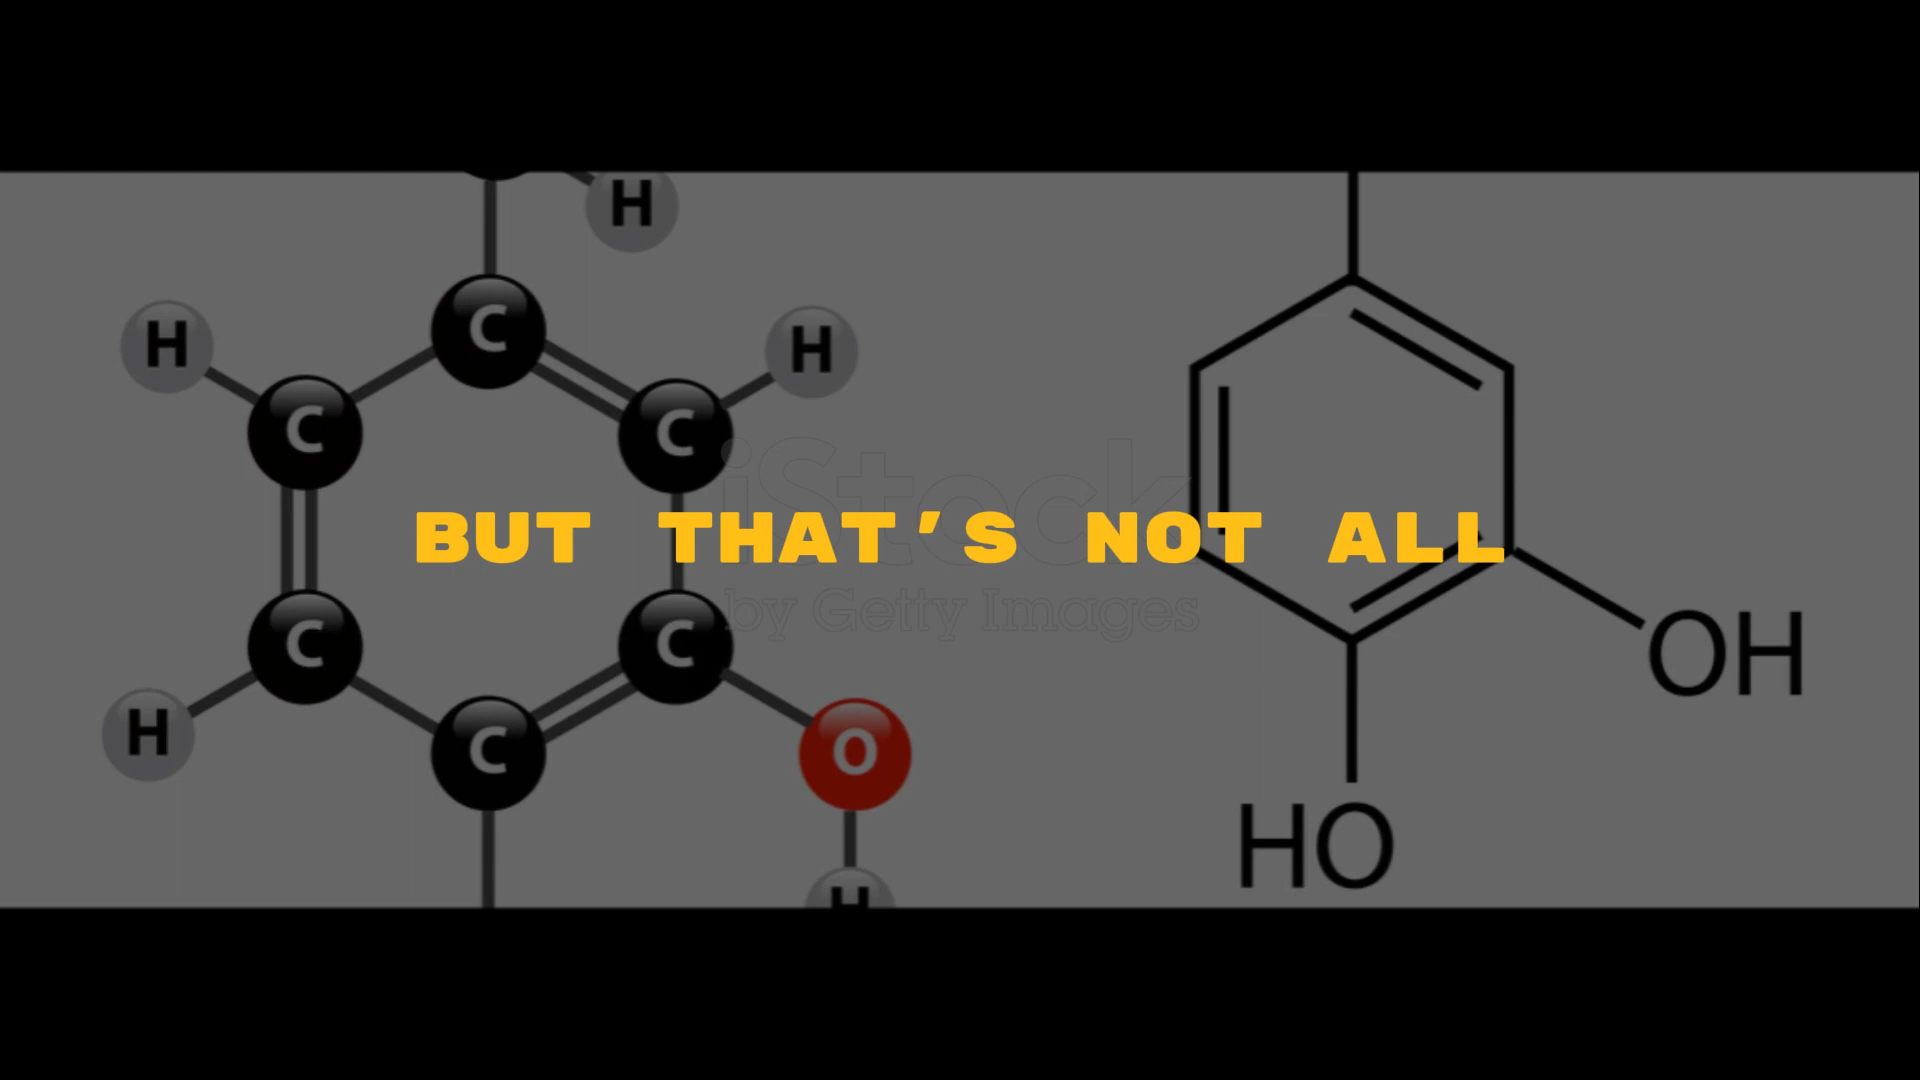 H
H
H
C
C
C
iStock
BUT THAT'S NOT ALL
by Getty Images
C
C
OH
H
C
O
HO
H